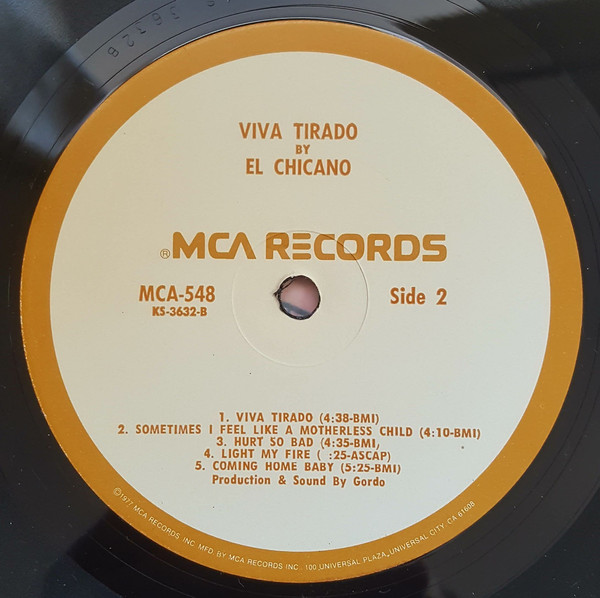 VIVA TIRADO
BY
EL CHICANO
®MCA RECORDS
MCA-548
KS-3632-B
Side 2
1. VIVA TIRADO (4:38-BMI)
2. SOMETIMES I FEEL LIKE A MOTHERLESS CHILD (4:10-BMI)
3. HURT SO BAD (4:35-BMI,
4. LIGHT MY FIRE ( :25-ASCAP)
5. COMING HOME BABY (5:25-BMI)
Production & Sound By Gordo
©1977 MCA RECORDS INC. MFD. BY MCA RECORDS INC. 100 UNIVERSAL PLAZA, UNIVERSAL CITY, CA 61608